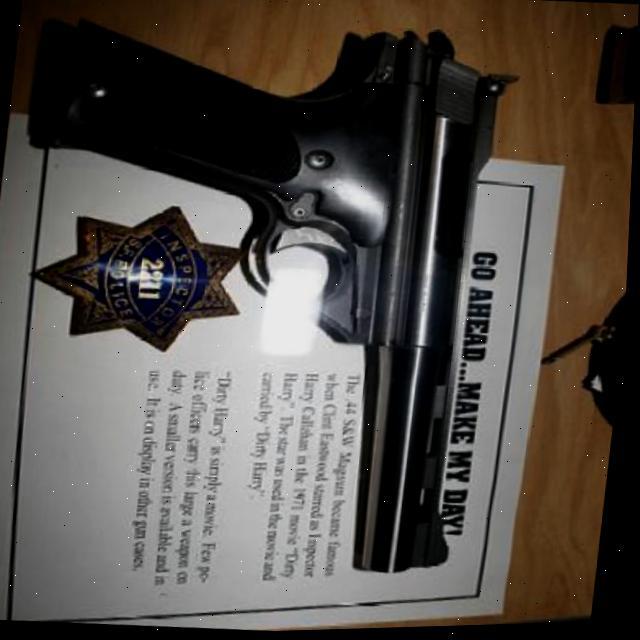 GO AHEAD...MAKE MY DAY!
The .44 S&W Magnum became famous
when Clint Eastwood starred as Inspector
Harry Callahan in the 1971 movie "Dirty
Harry". The star was used in the movie and
carried by "Dirty Harry".
"Dirty Harry" is simply a movie. Few po-
lice officers carry this large a weapon on
duty. A smaller version is available and in
use. It is on display in other gun cases.
INSPECTOR
2211
POLICE